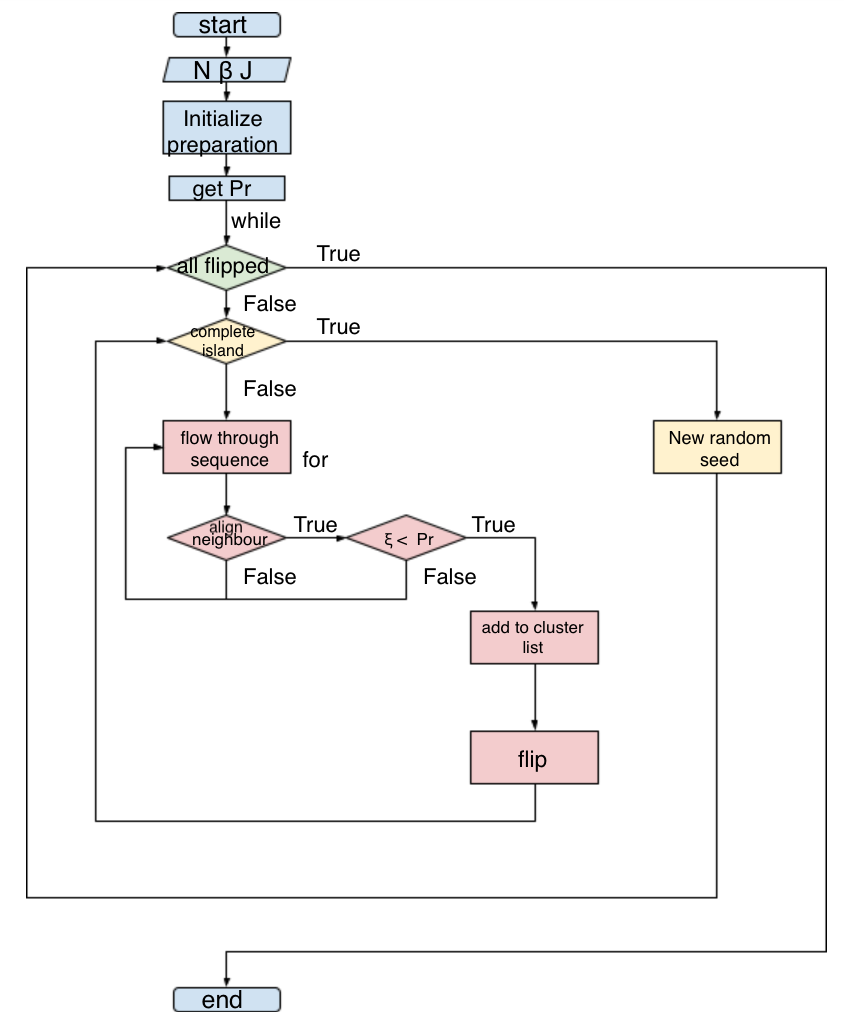 start
N β J
Initialize
preparation
get Pr
while
all flipped
True
False
complete
island
True
False
flow through
sequence
for
New random
seed
align
neighbour
True
ξ < Pr
True
False
False
add to cluster
list
flip
end